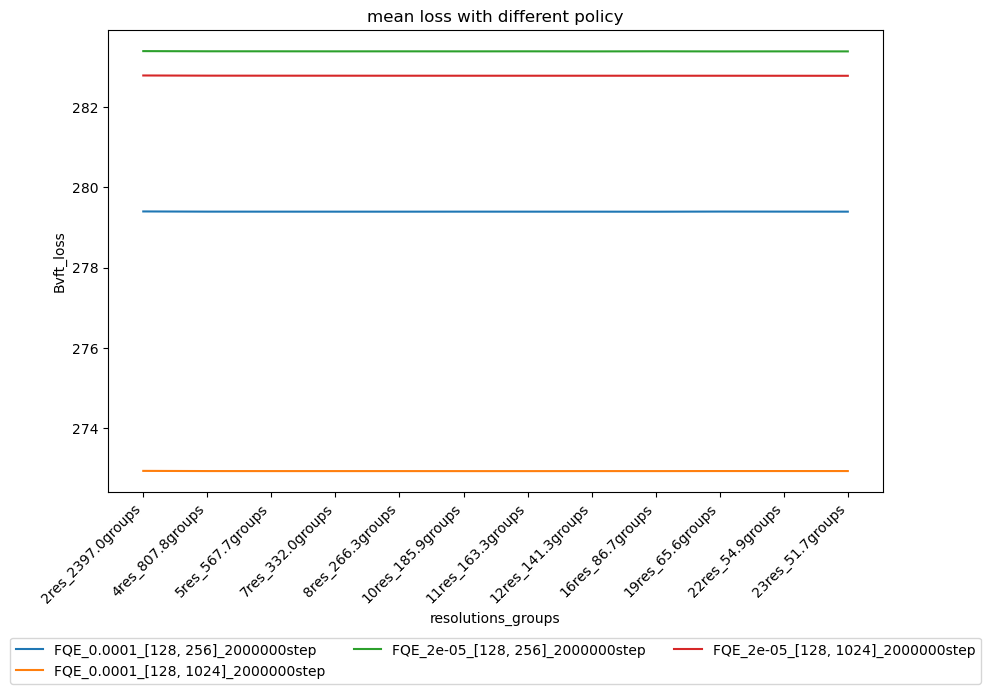 mean loss with different policy
Bvft_loss
282
280
278
276
274
2res_2397.0groups
4res_807.8groups
5res_567.7groups
7res_332.0groups
8res_266.3groups
10res_185.9groups
11res_163.3groups
12res_141.3groups
16res_86.7groups
19res_65.6groups
22res_54.9groups
23res_51.7groups
resolutions_groups
FQE_0.0001_[128, 256]_2000000step
FQE_0.0001_[128, 1024]_2000000step
FQE_2e-05_[128, 256]_2000000step
FQE_2e-05_[128, 1024]_2000000step